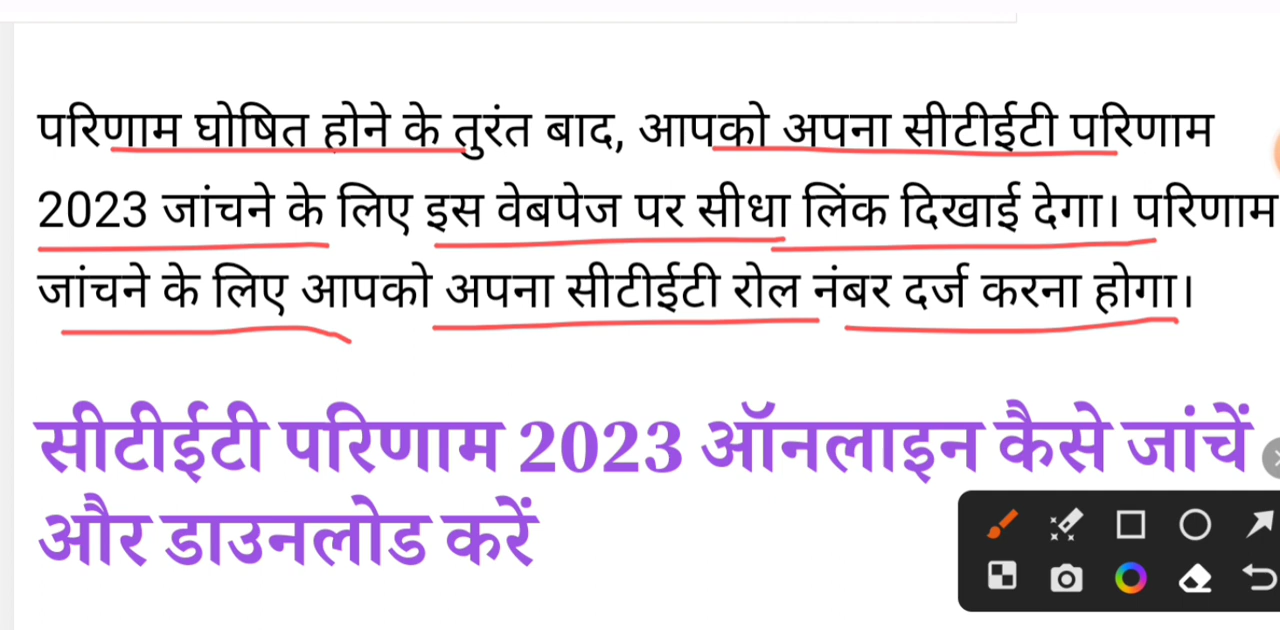 परिणाम घोषित होने के तुरंत बाद, आपको अपना सीटीईटी परिणाम
2023 जांचने के लिए इस वेबपेज पर सीधा लिंक दिखाई देगा। परिणाम
जांचने के लिए आपको अपना सीटीईटी रोल नंबर दर्ज करना होगा।
सीटीईटी परिणाम 2023 ऑनलाइन कैसे जांचें
और डाउनलोड करें